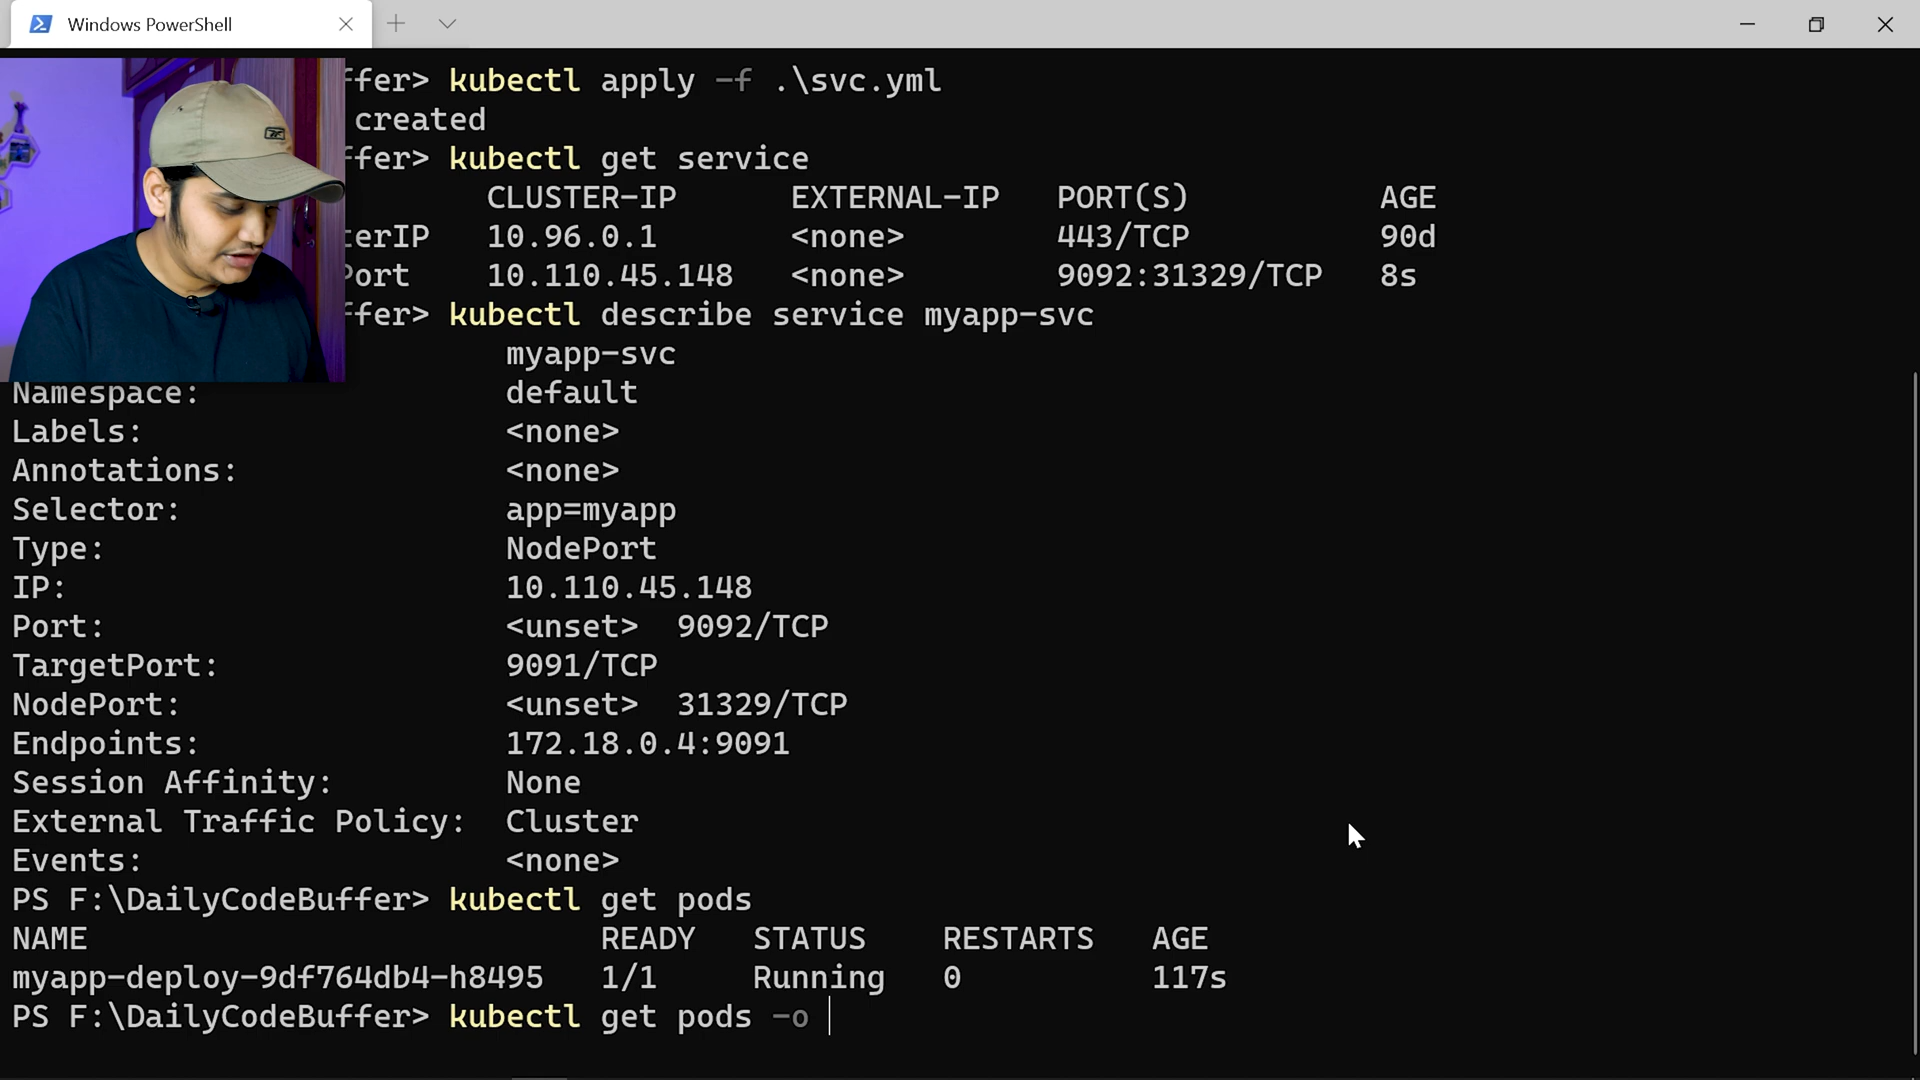 Windows PowerShell
ffer> kubectl apply -f .\svc.yml
created
ffer> kubectl get service
CLUSTER-IP EXTERNAL-IP PORT(S) AGE
terIP 10.96.0.1 <none> 443/TCP 90d
Port 10.110.45.148 <none> 9092:31329/TCP 8s
ffer> kubectl describe service myapp-svc
myapp-svc
Namespace: default
Labels: <none>
Annotations: <none>
Selector: app=myapp
Type: NodePort
IP: 10.110.45.148
Port: <unset> 9092/TCP
TargetPort: 9091/TCP
NodePort: <unset> 31329/TCP
Endpoints: 172.18.0.4:9091
Session Affinity: None
External Traffic Policy: Cluster
Events: <none>
PS F:\DailyCodeBuffer> kubectl get pods
NAME READY STATUS RESTARTS AGE
myapp-deploy-9df764db4-h8495 1/1 Running 0 117s
PS F:\DailyCodeBuffer> kubectl get pods -o